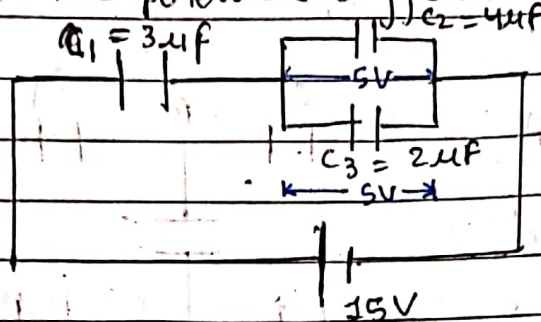 C₂ = 4μF
C₁ = 3μF
5V
C₃ = 2μF
5V
15V